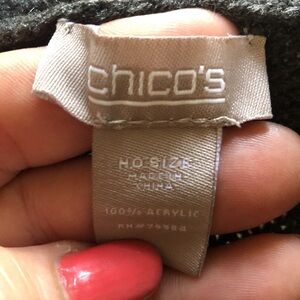 chico's
NO SIZE
MADE IN
CHINA
100% ACRYLIC